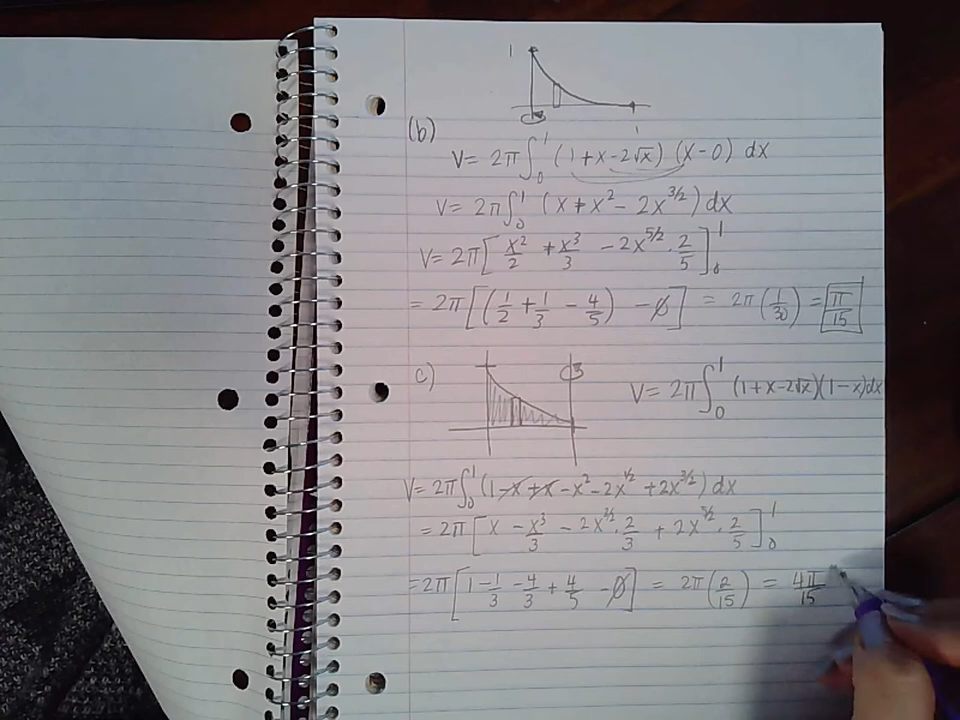 1
1
(b)
V = 2π∫₀¹ (1+x-2√x)(x-0) dx
V = 2π∫₀¹ (x+x²-2x^{3/2}) dx
V = 2π[x²/2 + x³/3 - 2x^{5/2}·2/5]₀¹
= 2π[(1/2 + 1/3 - 4/5) - 0] = 2π(1/30) = π/15
c) V = 2π∫₀¹ (1+x-2√x)(1-x)dx
V = 2π∫₀¹ (1-x+x-x²-2x^{1/2}+2x^{3/2}) dx
= 2π[x - x³/3 - 2x^{3/2}·2/3 + 2x^{5/2}·2/5]₀¹
= 2π[1 - 1/3 - 4/3 + 4/5 - 0] = 2π(2/15) = 4π/15